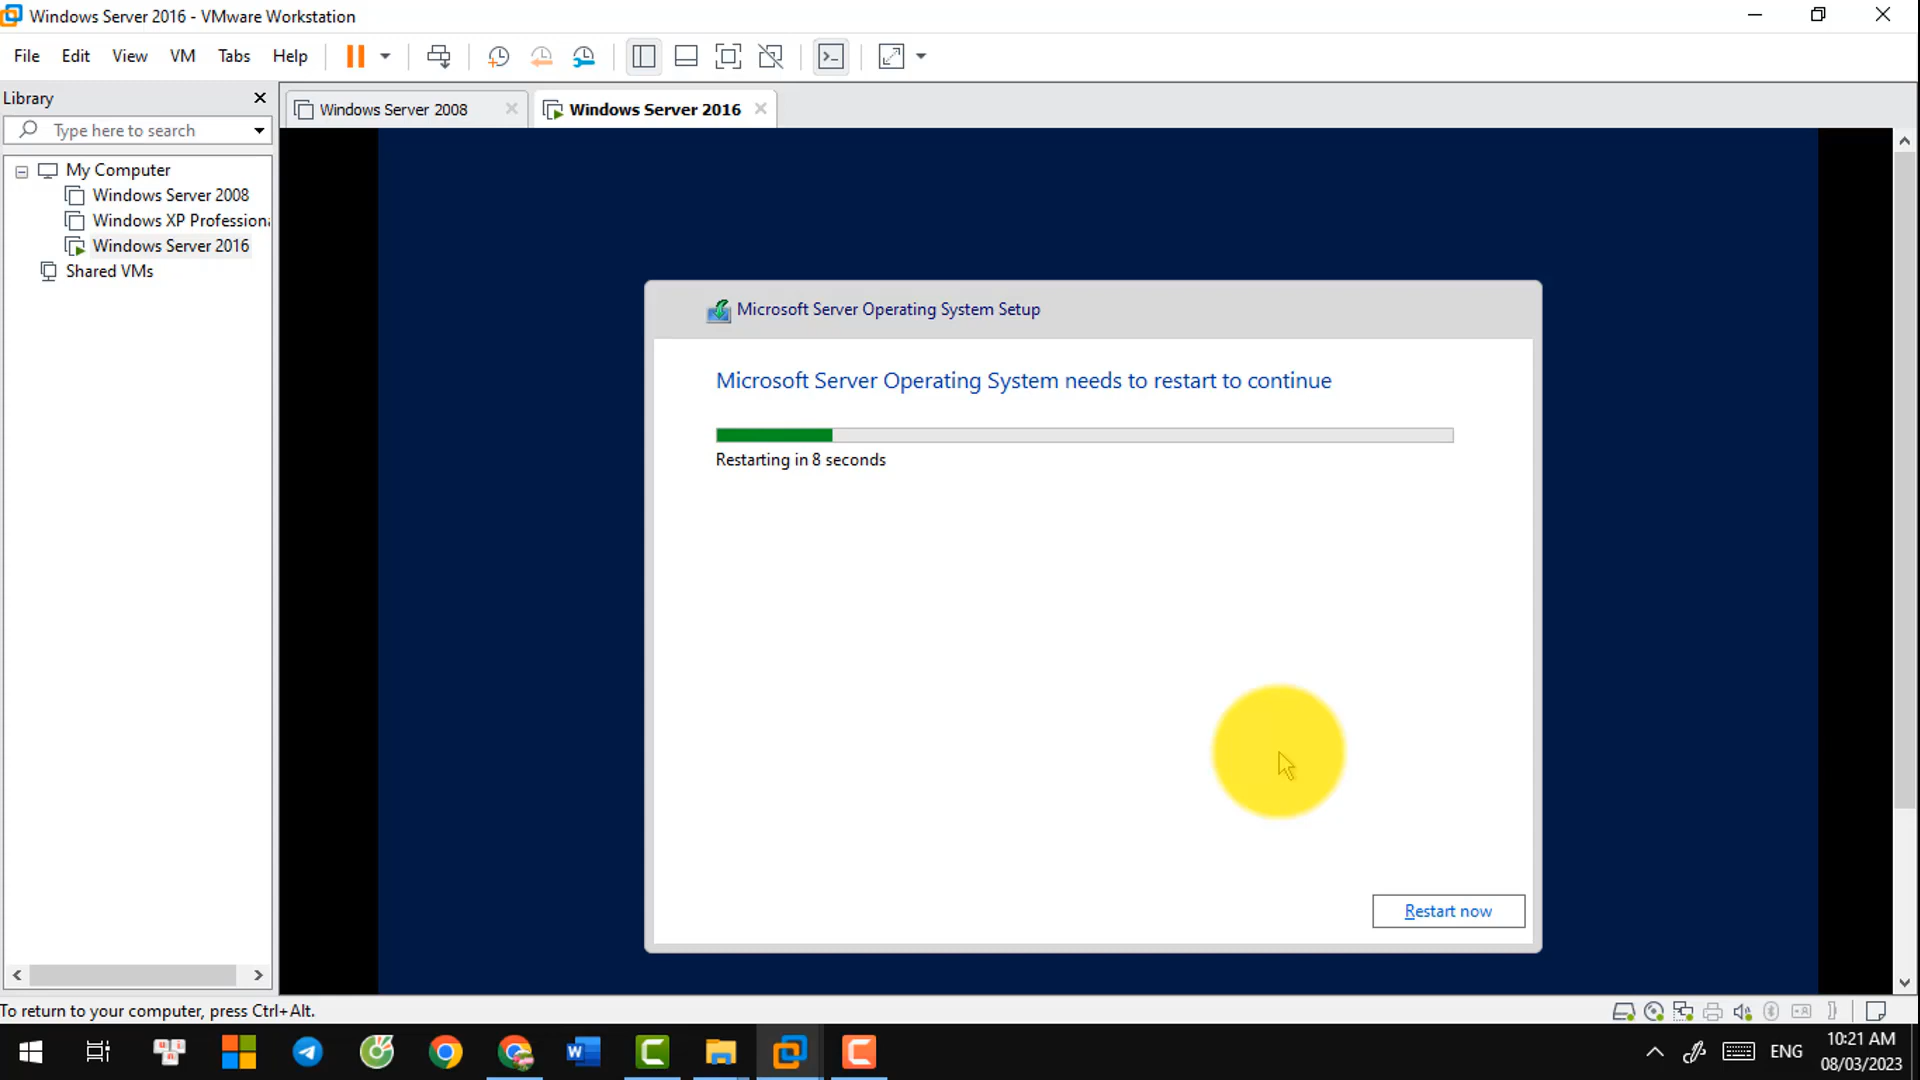 Windows Server 2016 - VMware Workstation
File Edit View VM Tabs Help
Library
Type here to search
My Computer
Windows Server 2008
Windows XP Professiona
Windows Server 2016
Shared VMs
Windows Server 2008
Windows Server 2016
Microsoft Server Operating System Setup
Microsoft Server Operating System needs to restart to continue
Restarting in 8 seconds
Restart now
To return to your computer, press Ctrl+Alt.
ENG
10:21 AM
08/03/2023